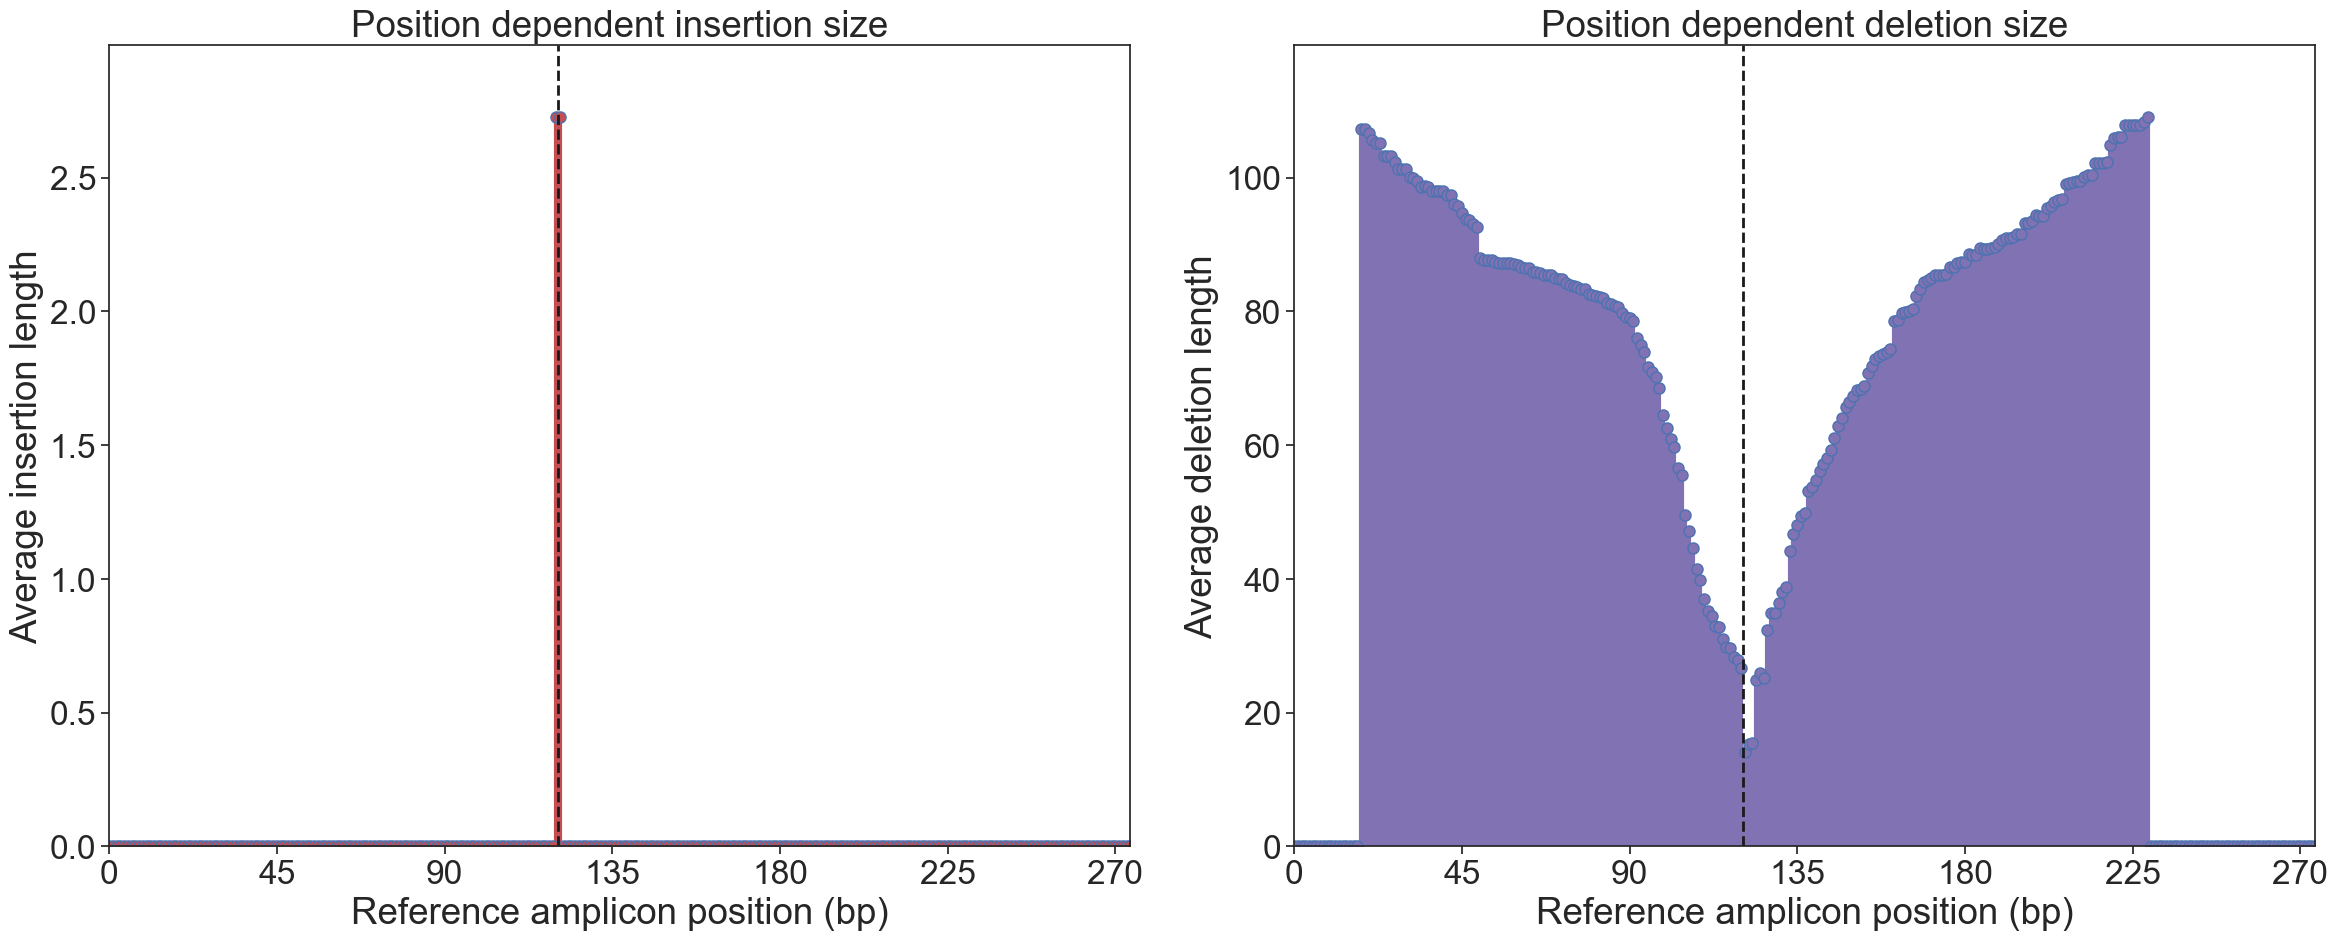 Position dependent insertion size
Average insertion length
2.5
2.0
1.5
1.0
0.5
0.0
0 45 90 135 180 225 270
Reference amplicon position (bp)
Position dependent deletion size
Average deletion length
100
80
60
40
20
0
0 45 90 135 180 225 270
Reference amplicon position (bp)